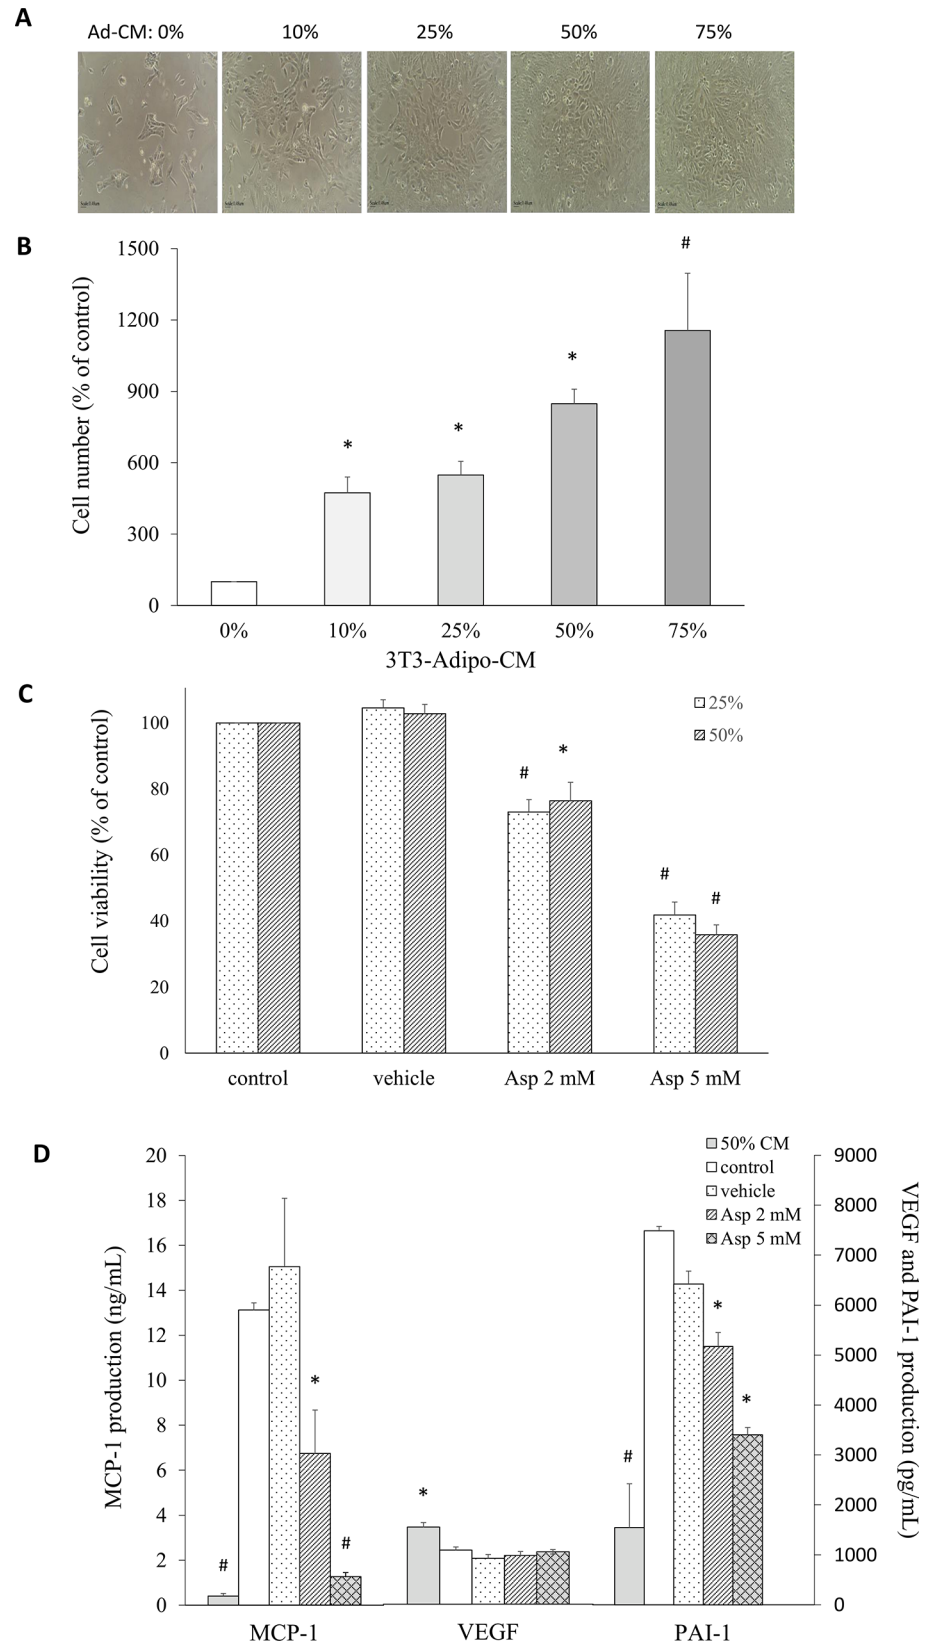 A
Ad-CM: 0% 10% 25% 50% 75%
B
Cell number (% of control)
1500
#
1200
*
900
*
*
600
300
0
0% 10% 25% 50% 75%
3T3-Adipo-CM
C
Cell viability (% of control)
25%
50%
100
80
60
40
20
0
# *
# #
control vehicle Asp 2 mM Asp 5 mM
D
MCP-1 production (ng/mL)
20
18
16
14
12
10
8
6
4
2
0
50% CM
control
vehicle
Asp 2 mM
Asp 5 mM
9000
8000
7000
6000
5000
4000
3000
2000
1000
0
VEGF and PAI-1 production (pg/mL)
# * # * # * *
MCP-1 VEGF PAI-1